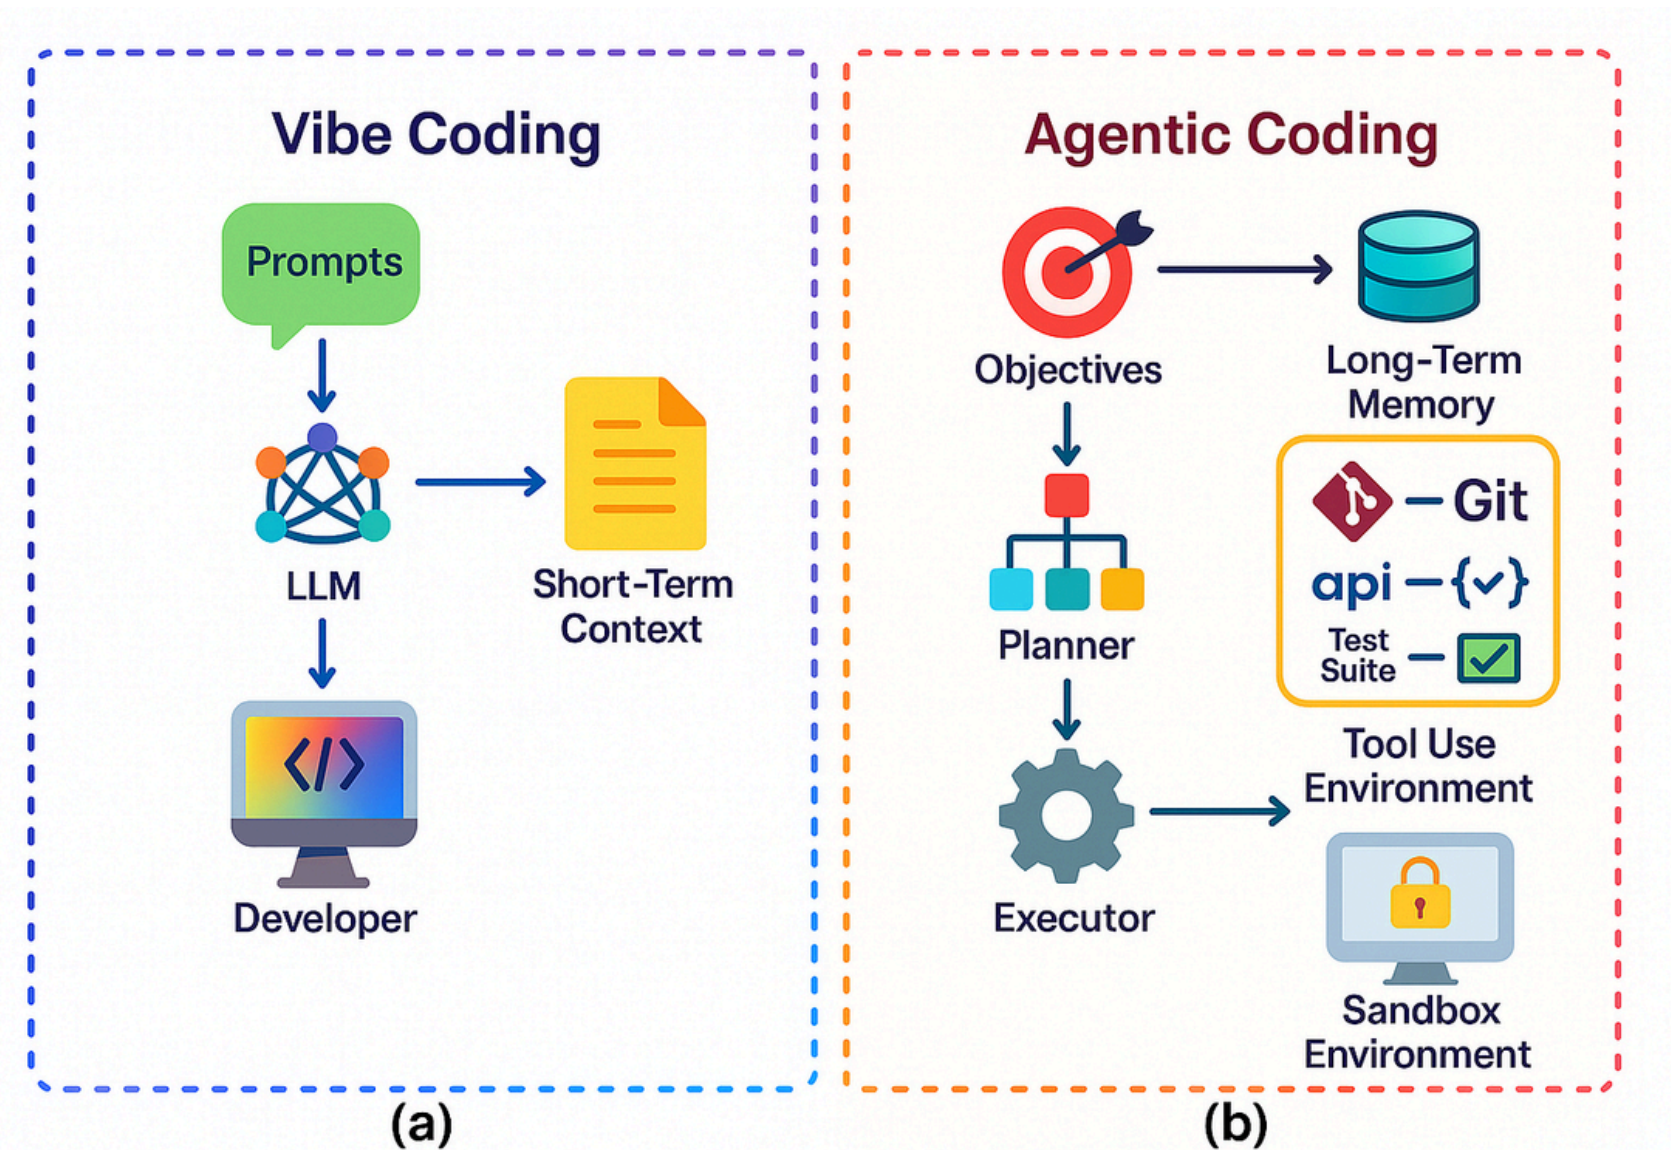 Vibe Coding
Prompts
LLM
Short-Term
Context
</>
Developer
(a)
Agentic Coding
Objectives
Long-Term
Memory
Planner
Git
api {✓}
Test
Suite
Tool Use
Environment
Executor
Sandbox
Environment
(b)